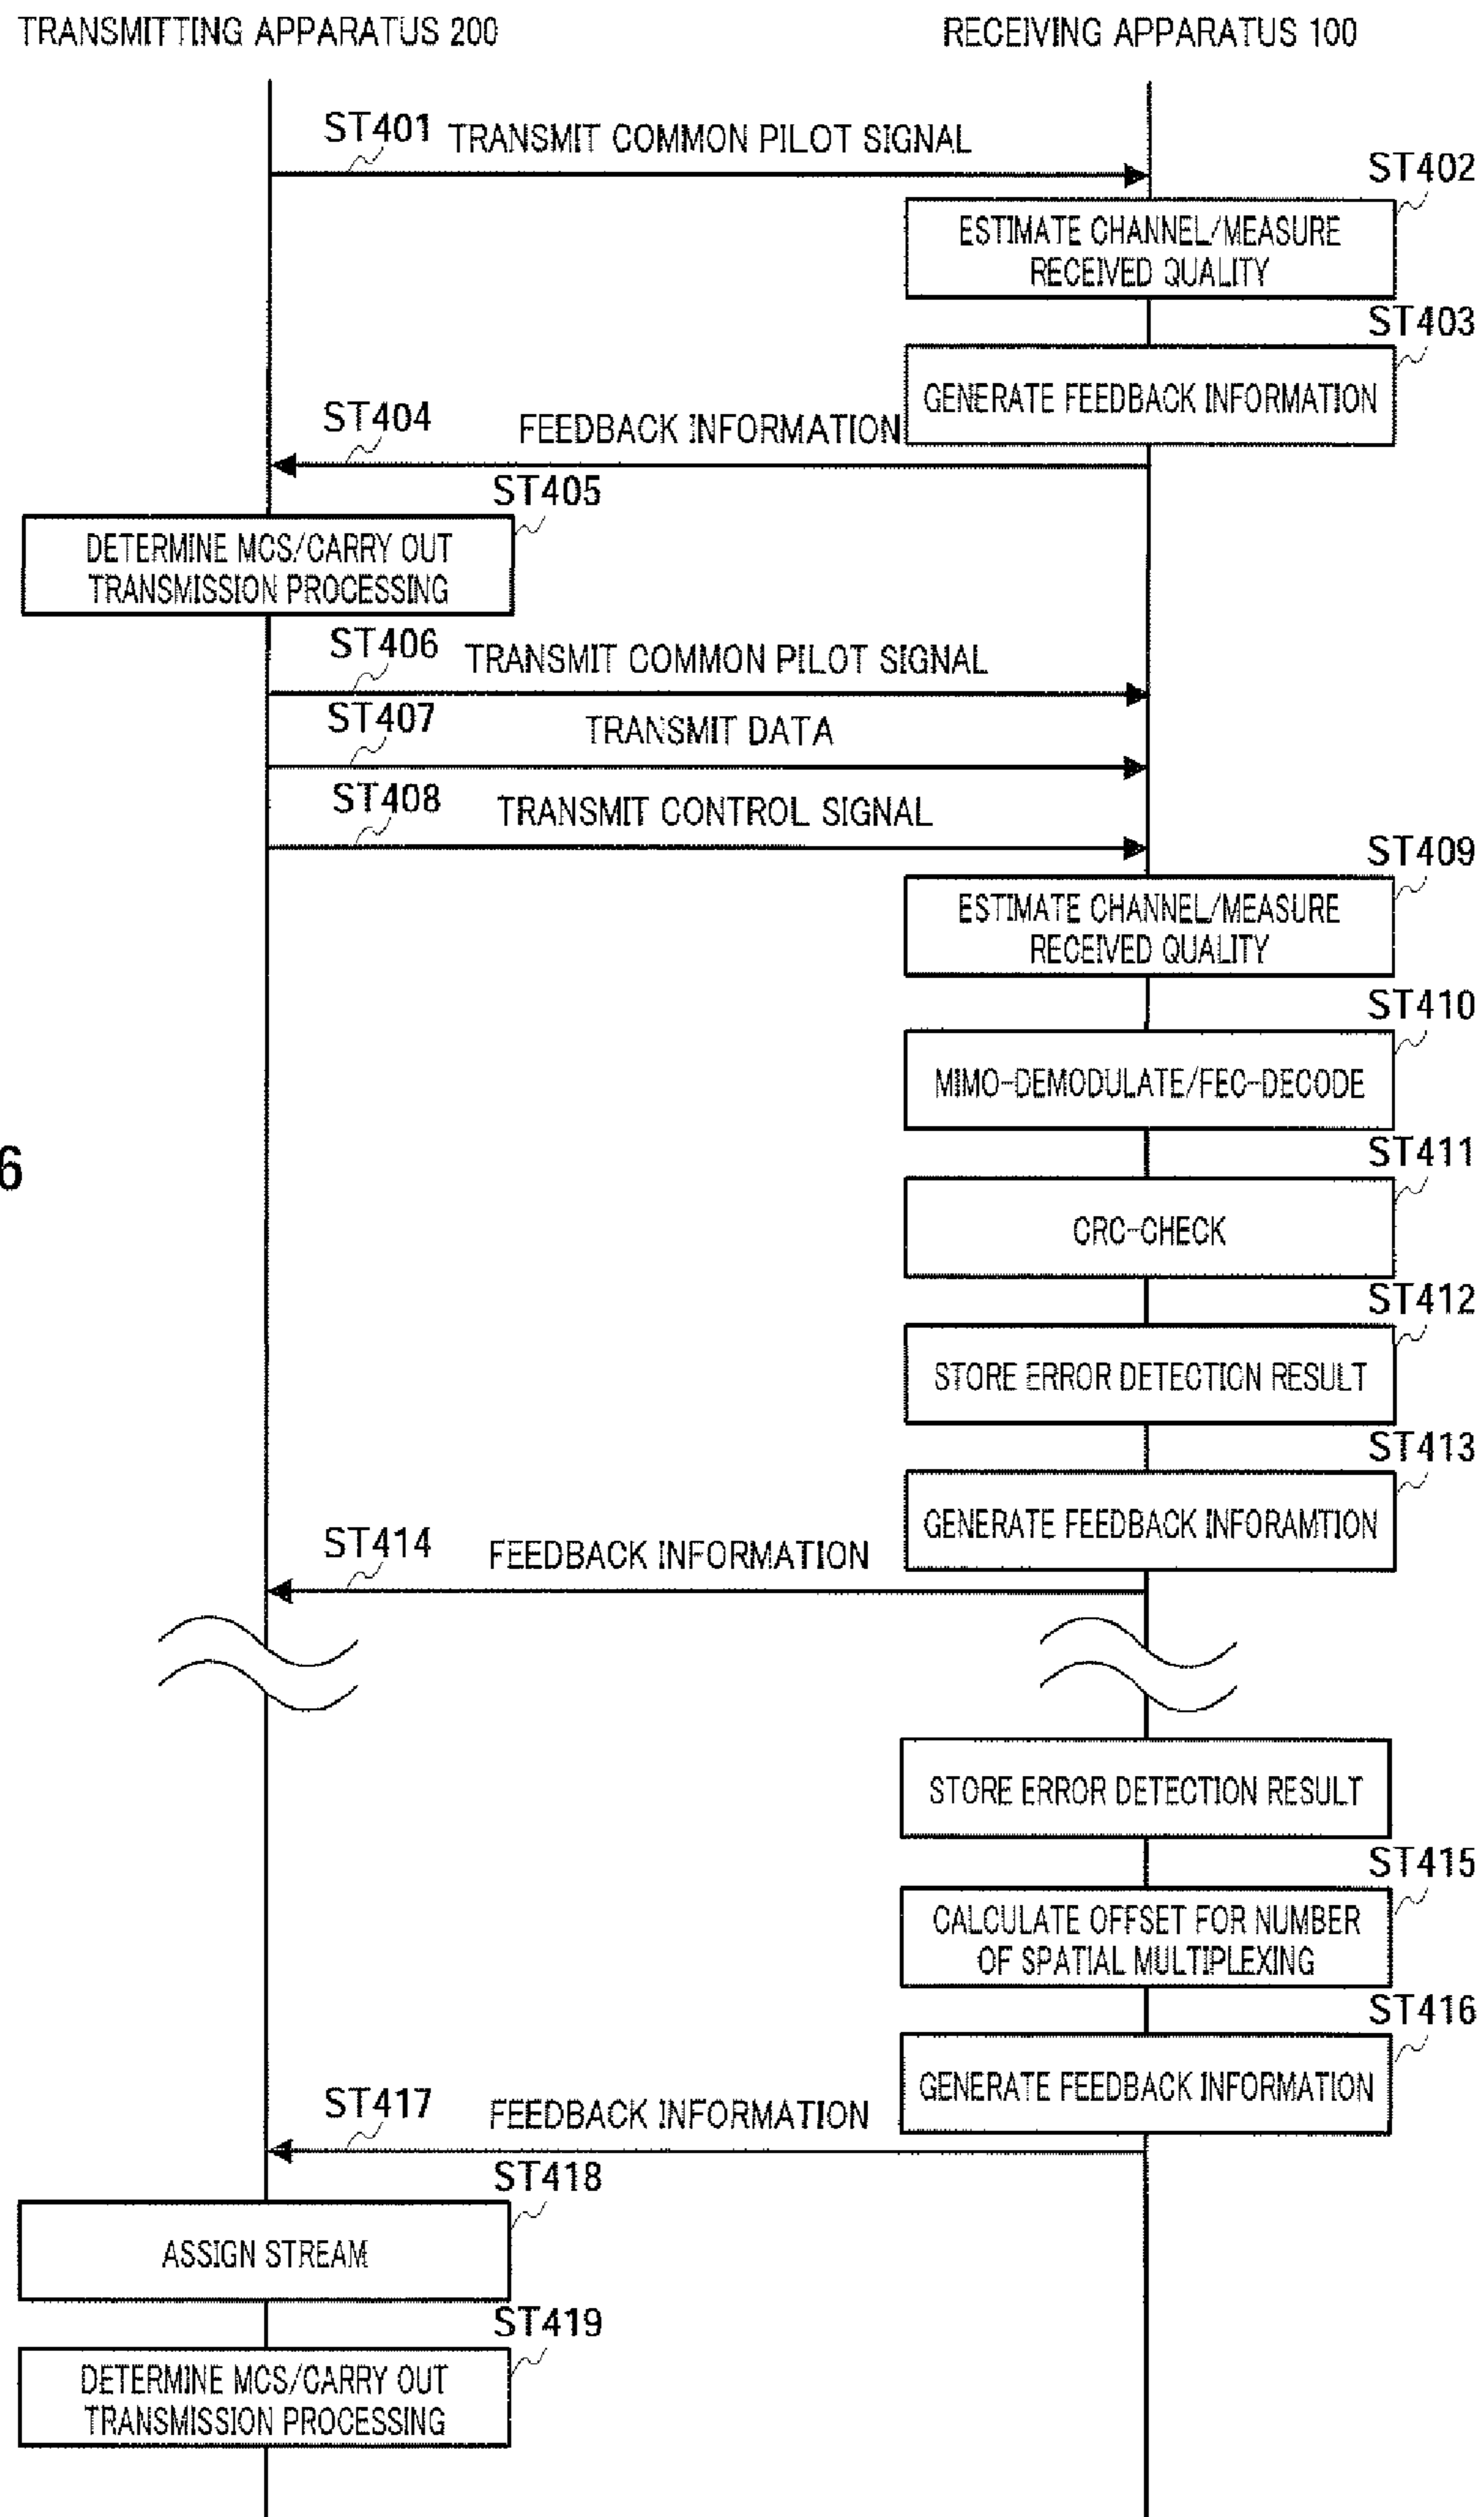 TRANSMITTING APPARATUS 200
RECEIVING APPARATUS 100
ST401
TRANSMIT COMMON PILOT SIGNAL
ST402
ESTIMATE CHANNEL/MEASURE
RECEIVED QUALITY
ST403
GENERATE FEEDBACK INFORMATION
ST404
FEEDBACK INFORMATION
ST405
DETERMINE MCS/CARRY OUT
TRANSMISSION PROCESSING
ST406
TRANSMIT COMMON PILOT SIGNAL
ST407
TRANSMIT DATA
ST408
TRANSMIT CONTROL SIGNAL
ST409
ESTIMATE CHANNEL/MEASURE
RECEIVED QUALITY
ST410
MIMO-DEMODULATE/FEC-DECODE
6
ST411
CRC-CHECK
ST412
STORE ERROR DETECTION RESULT
ST413
GENERATE FEEDBACK INFORAMTION
ST414
FEEDBACK INFORMATION
STORE ERROR DETECTION RESULT
ST415
CALCULATE OFFSET FOR NUMBER
OF SPATIAL MULTIPLEXING
ST416
GENERATE FEEDBACK INFORMATION
ST417
FEEDBACK INFORMATION
ST418
ASSIGN STREAM
ST419
DETERMINE MCS/CARRY OUT
TRANSMISSION PROCESSING